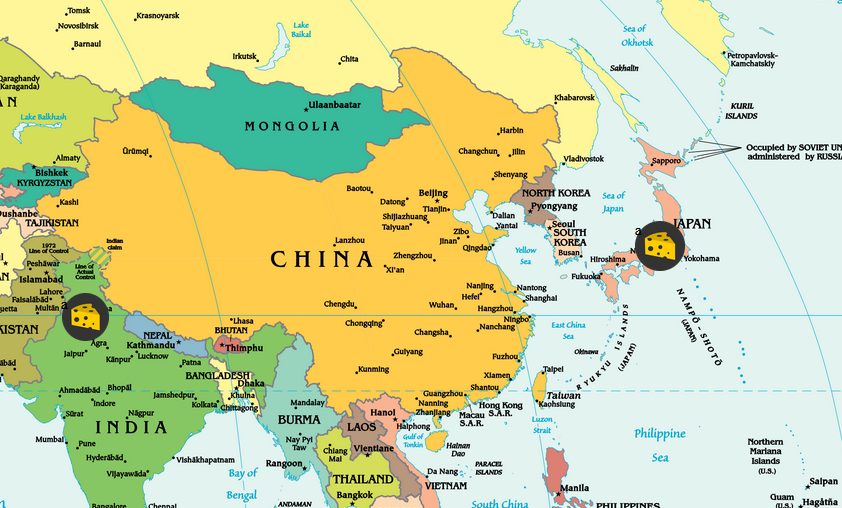 Tomsk
Krasnoyarsk
Novosibirsk
Barnaul
Lake
Baikal
Irkutsk
Chita
Sea of
Okhotsk
Petropavlovsk-
Kamchatskiy
Sakhalin
Qaraghandy
Karaganda)
AN
Lake Balkhash
Ulaanbaatar
MONGOLIA
Khabarovsk
KURIL
ISLANDS
Harbin
Changchun
Jilin
Vladivostok
Sapporo
Occupied by SOVIET UN
administered by RUSSIA
Almaty
Bishkek
KYRGYZSTAN
Ürümqi
Kashi
Dushanbe
TAJIKISTAN
Shenyang
Baotou
Beijing
Datong
Tianjin
Shijiazhuang
Taiyuan
NORTH KOREA
Pyongyang
Dalian
Yantai
Sea of
Japan
Seoul
SOUTH
KOREA
Busan
JAPAN
1972
Line of Control
Indian
claim
Line of
Actual
Control
Peshāwar
Islamabad
Lahore
Faisalābād
Multān
uetta
KISTAN
ābād
Lanzhou
CHINA
Zibo
Jinan
Qingdao
Zhengzhou
Xi'an
Yellow
Sea
Hiroshima
N
Yokohama
Fukuoka
a
a
a
Nanjing
Hefei
Nantong
Shanghai
Chengdu
Wuhan
Hangzhou
Ningbo
Chongqing
Nanchang
Changsha
East China
Sea
NAMPŌ-SHOTŌ
(JAPAN)
RYUKYU ISLANDS
(JAPAN)
Okinawa
Lhasa
BHUTAN
Thimphu
NEPAL
Kathmandu
Agra
Jaipur
Kānpur
Lucknow
Patna
Guiyang
Fuzhou
Kunming
Xiamen
Taipei
Taiwan
Kaohsiung
BANGLADESH
Dhaka
Khulna
Chittagong
Ahmadābād
Bhopāl
Indore
Jamshedpur
Kolkata
Sūrat
Nāgpur
INDIA
Mumbai
Pune
Hyderābād
Vishākhapatnam
Vijayawāda
Bangalore
Chennai
Bay of
Bengal
Mandalay
BURMA
Nay Pyi
Taw
Rangoon
ANDAMAN
Guangzhou
Shantou
Nanning
Zhanjiang
Hong Kong
S.A.R.
Macau
S.A.R.
Luzon
Strait
Hanoi
Haiphong
LAOS
Gulf of
Tonkin
Hainan
Dao
Chiang
Mai
Vientiane
PARACEL
ISLANDS
Da Nang
VIETNAM
THAILAND
Bangkok
South China
Philippine
Sea
Manila
PHILIPPINES
Northern
Mariana
Islands
(U.S.)
Saipan
Guam
(U.S.)
Hagåtña